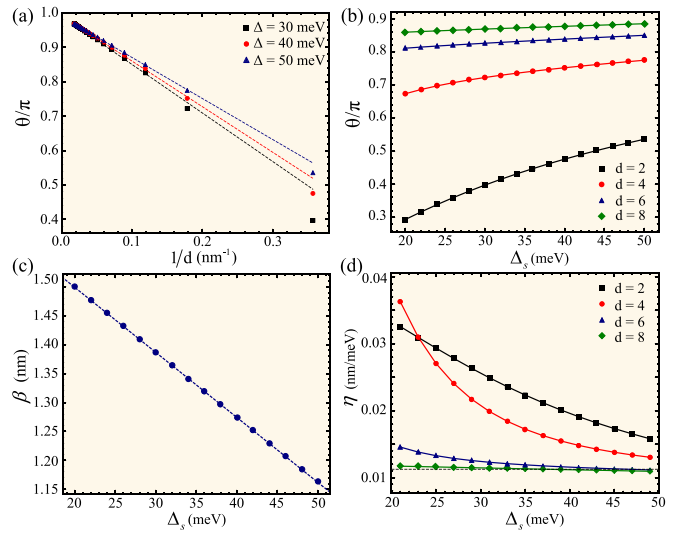 (a)
1.0
0.9
0.8
0.7
0.6
0.5
0.4
θ/π
Δ = 30 meV
Δ = 40 meV
Δ = 50 meV
0.0
0.1
0.2
0.3
1/d (nm⁻¹)
(b)
0.9
0.8
0.7
0.6
0.5
0.4
0.3
θ/π
d = 2
d = 4
d = 6
d = 8
20
25
30
35
40
45
50
Δₛ (meV)
(c)
1.50
1.45
1.40
1.35
1.30
1.25
1.20
1.15
β (nm)
20
25
30
35
40
45
50
Δₛ (meV)
(d)
0.04
0.03
0.02
0.01
η (nm/meV)
d = 2
d = 4
d = 6
d = 8
20
25
30
35
40
45
50
Δₛ (meV)